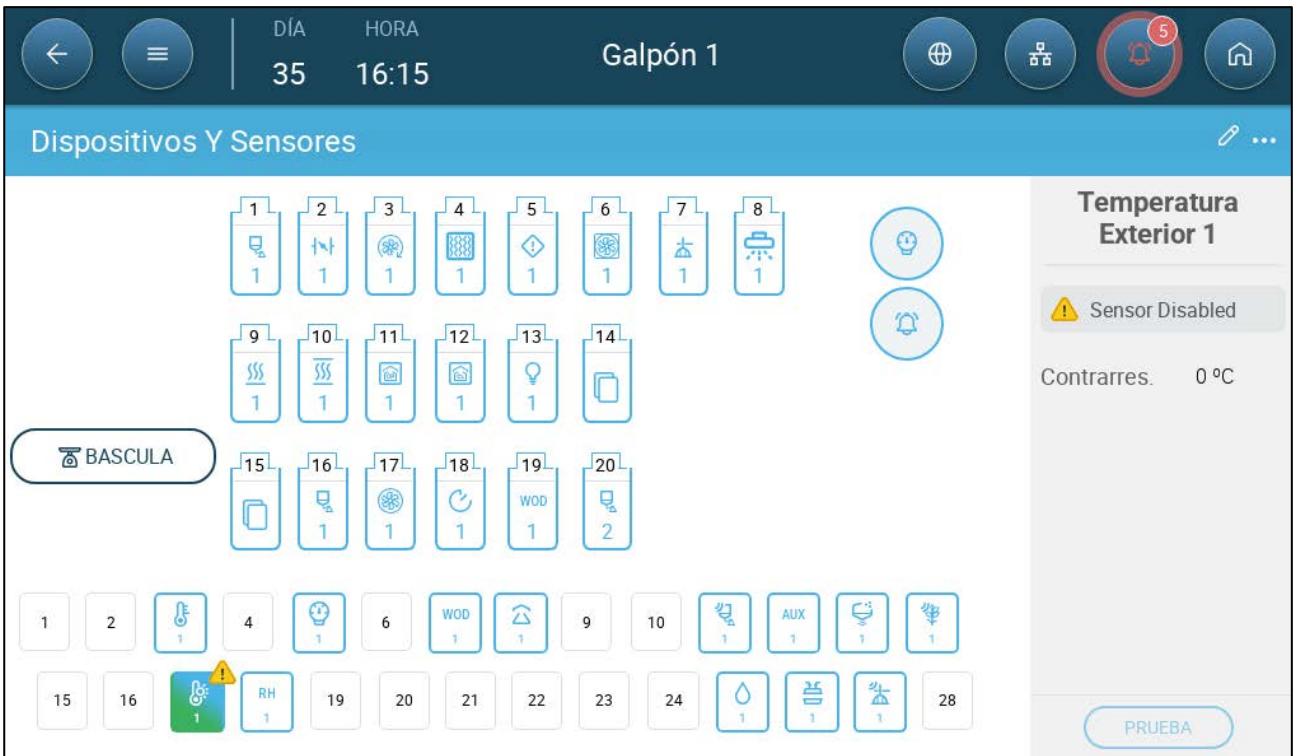 DÍA HORA
5
35 16:15 Galpón 1
Dispositivos Y Sensores
Temperatura
Exterior 1
Sensor Disabled
Contrarres. 0 ºC
1 2 3 4 5 6 7 8
1 1 1 1 1 1 1 1
9 10 11 12 13 14
1 1 1 1 1
BASCULA
15 16 17 18 19 20
WOD
1 1 1 1 2
1 2 1 4 1 6 WOD 1 1 9 10 1 AUX 1 1 1
15 16 1 RH 1 19 20 21 22 23 24 1 1 1 28
PRUEBA